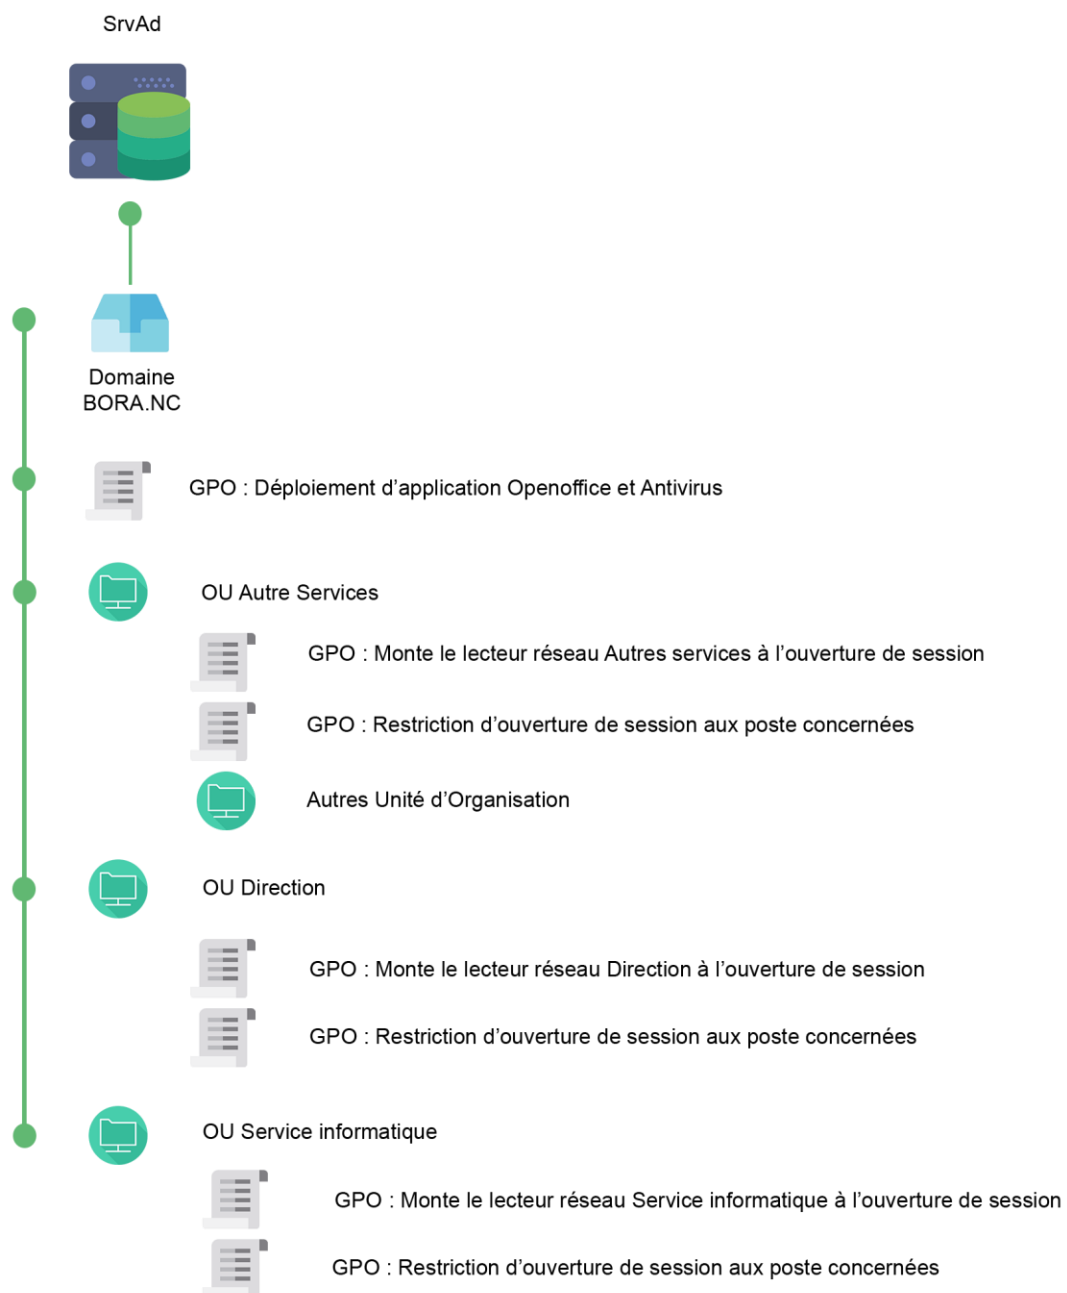 SrvAd
Domaine
BORA.NC
GPO : Déploiement d’application Openoffice et Antivirus
OU Autre Services
GPO : Monte le lecteur réseau Autres services à l’ouverture de session
GPO : Restriction d’ouverture de session aux poste concernées
Autres Unité d’Organisation
OU Direction
GPO : Monte le lecteur réseau Direction à l’ouverture de session
GPO : Restriction d’ouverture de session aux poste concernées
OU Service informatique
GPO : Monte le lecteur réseau Service informatique à l’ouverture de session
GPO : Restriction d’ouverture de session aux poste concernées